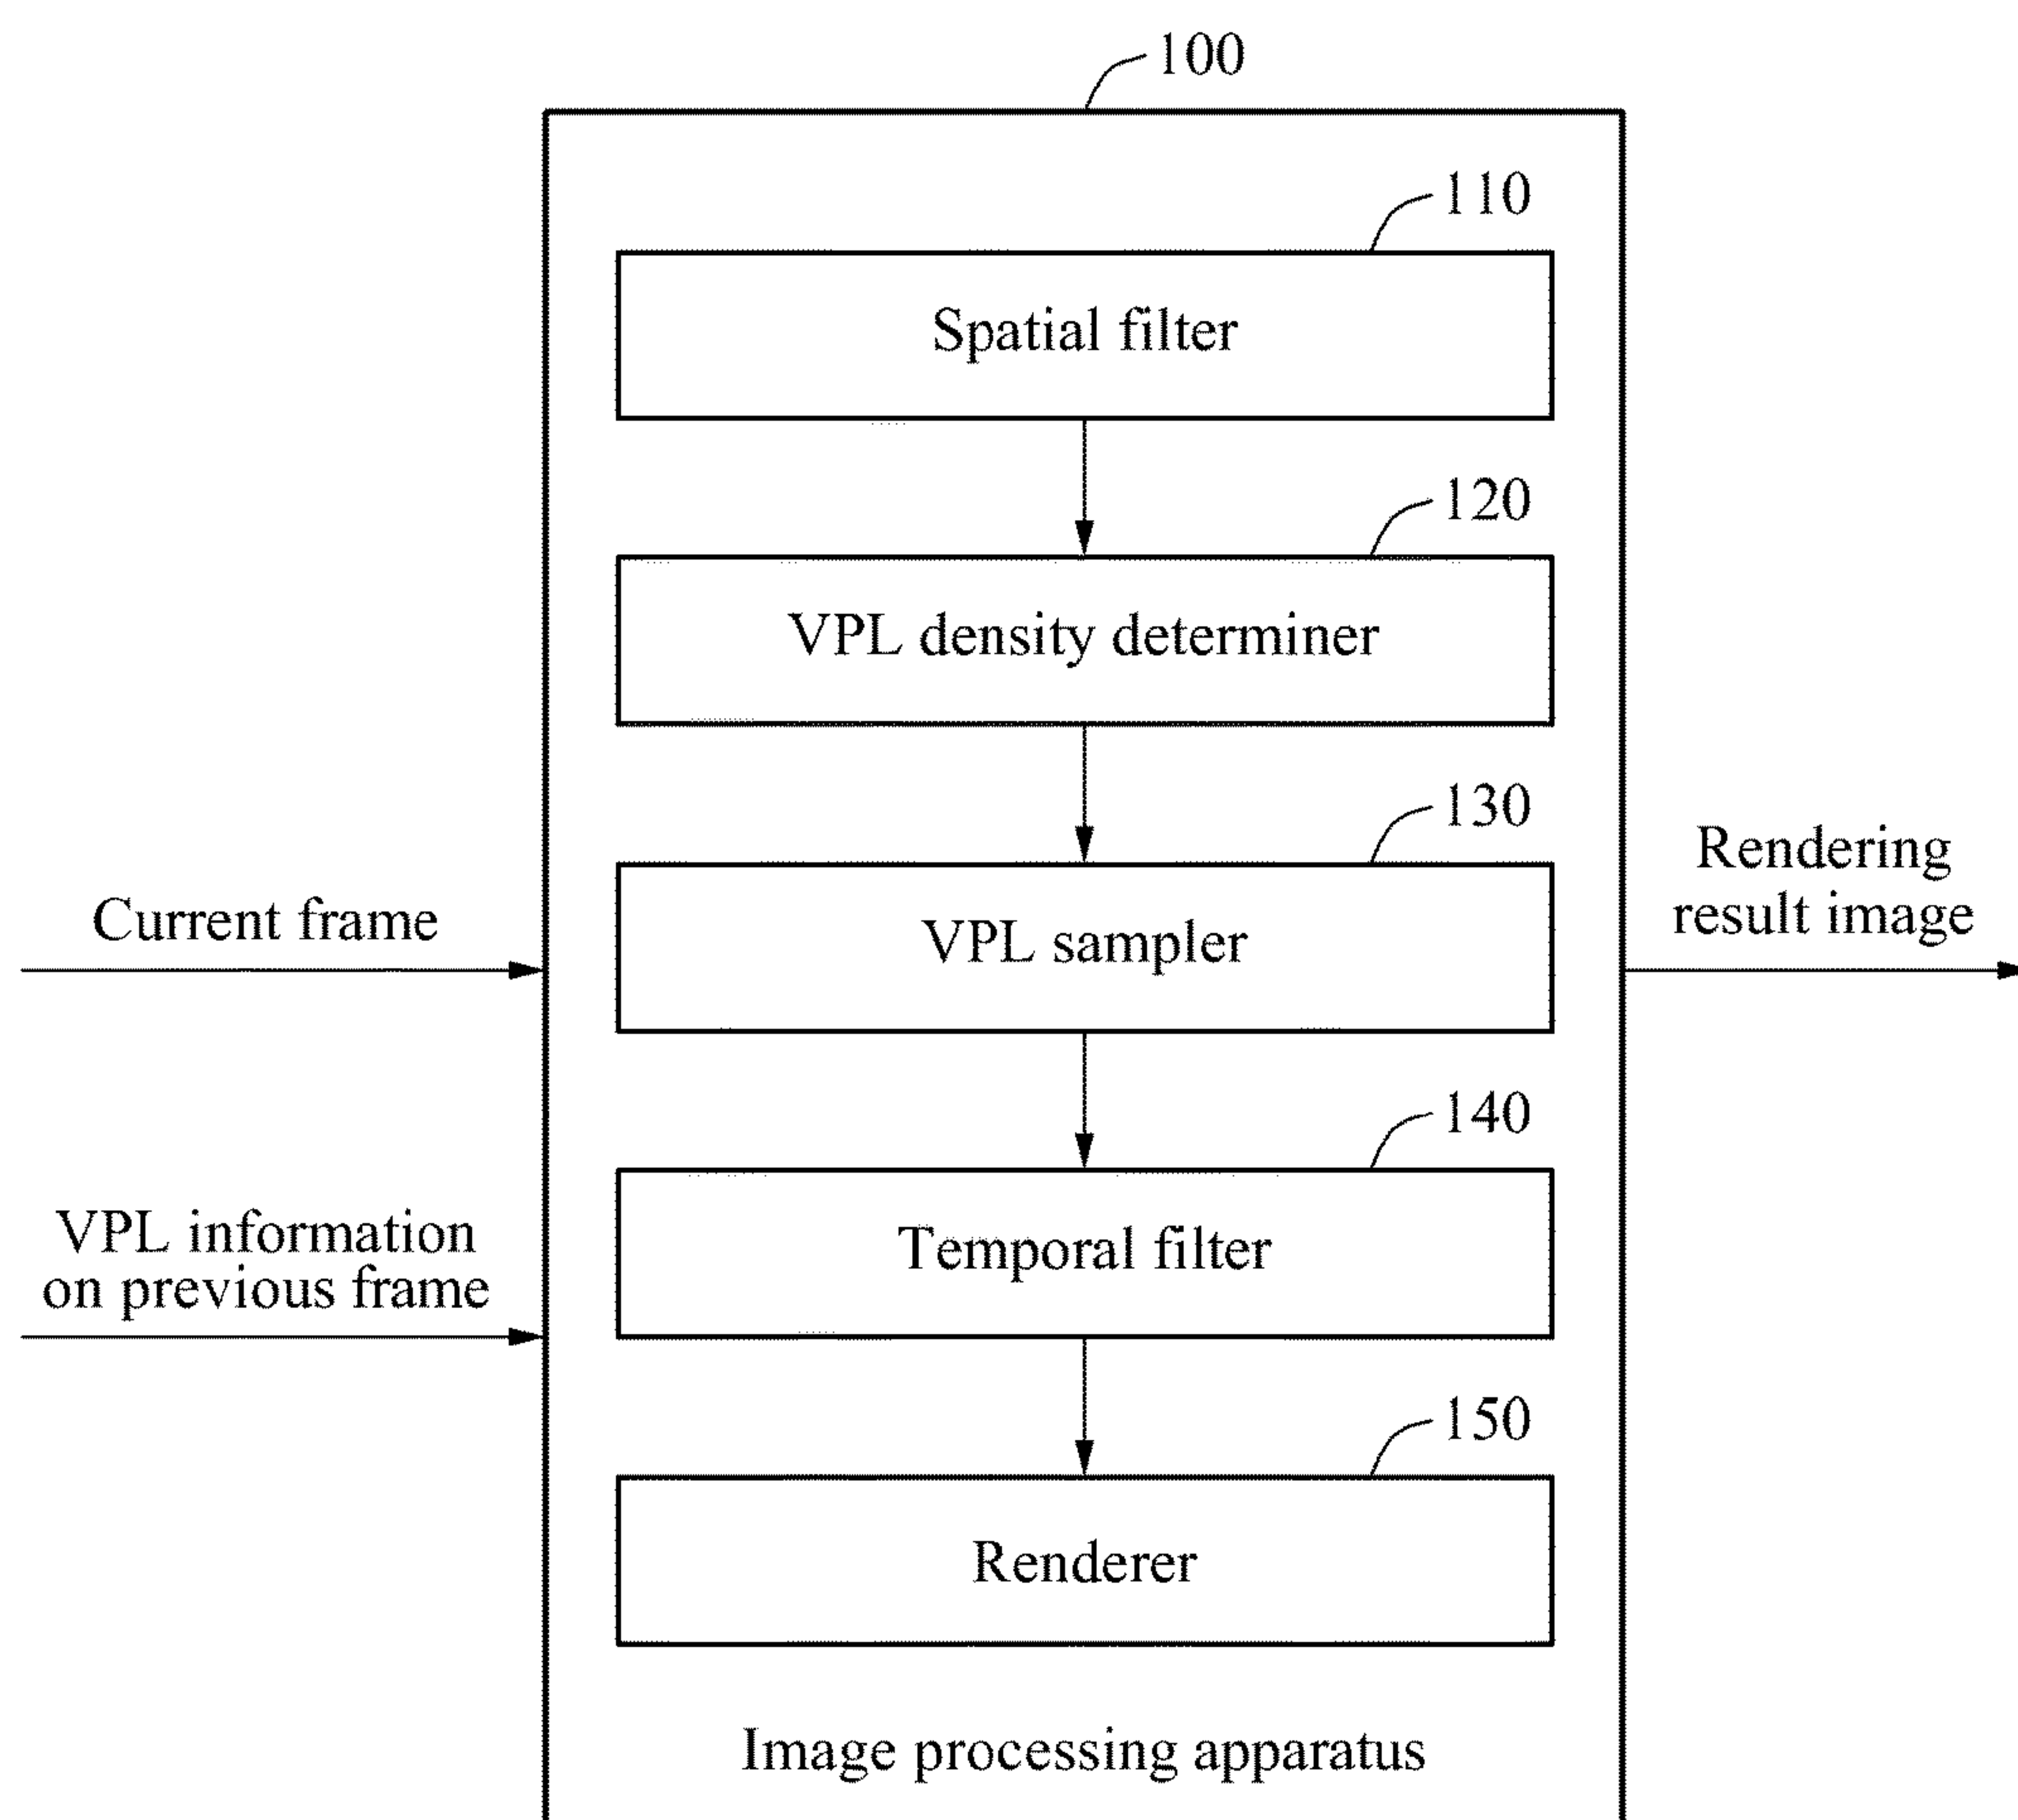 100
110
Spatial filter
120
VPL density determiner
130
VPL sampler
Current frame
Rendering
result image
140
Temporal filter
VPL information
on previous frame
150
Renderer
Image processing apparatus